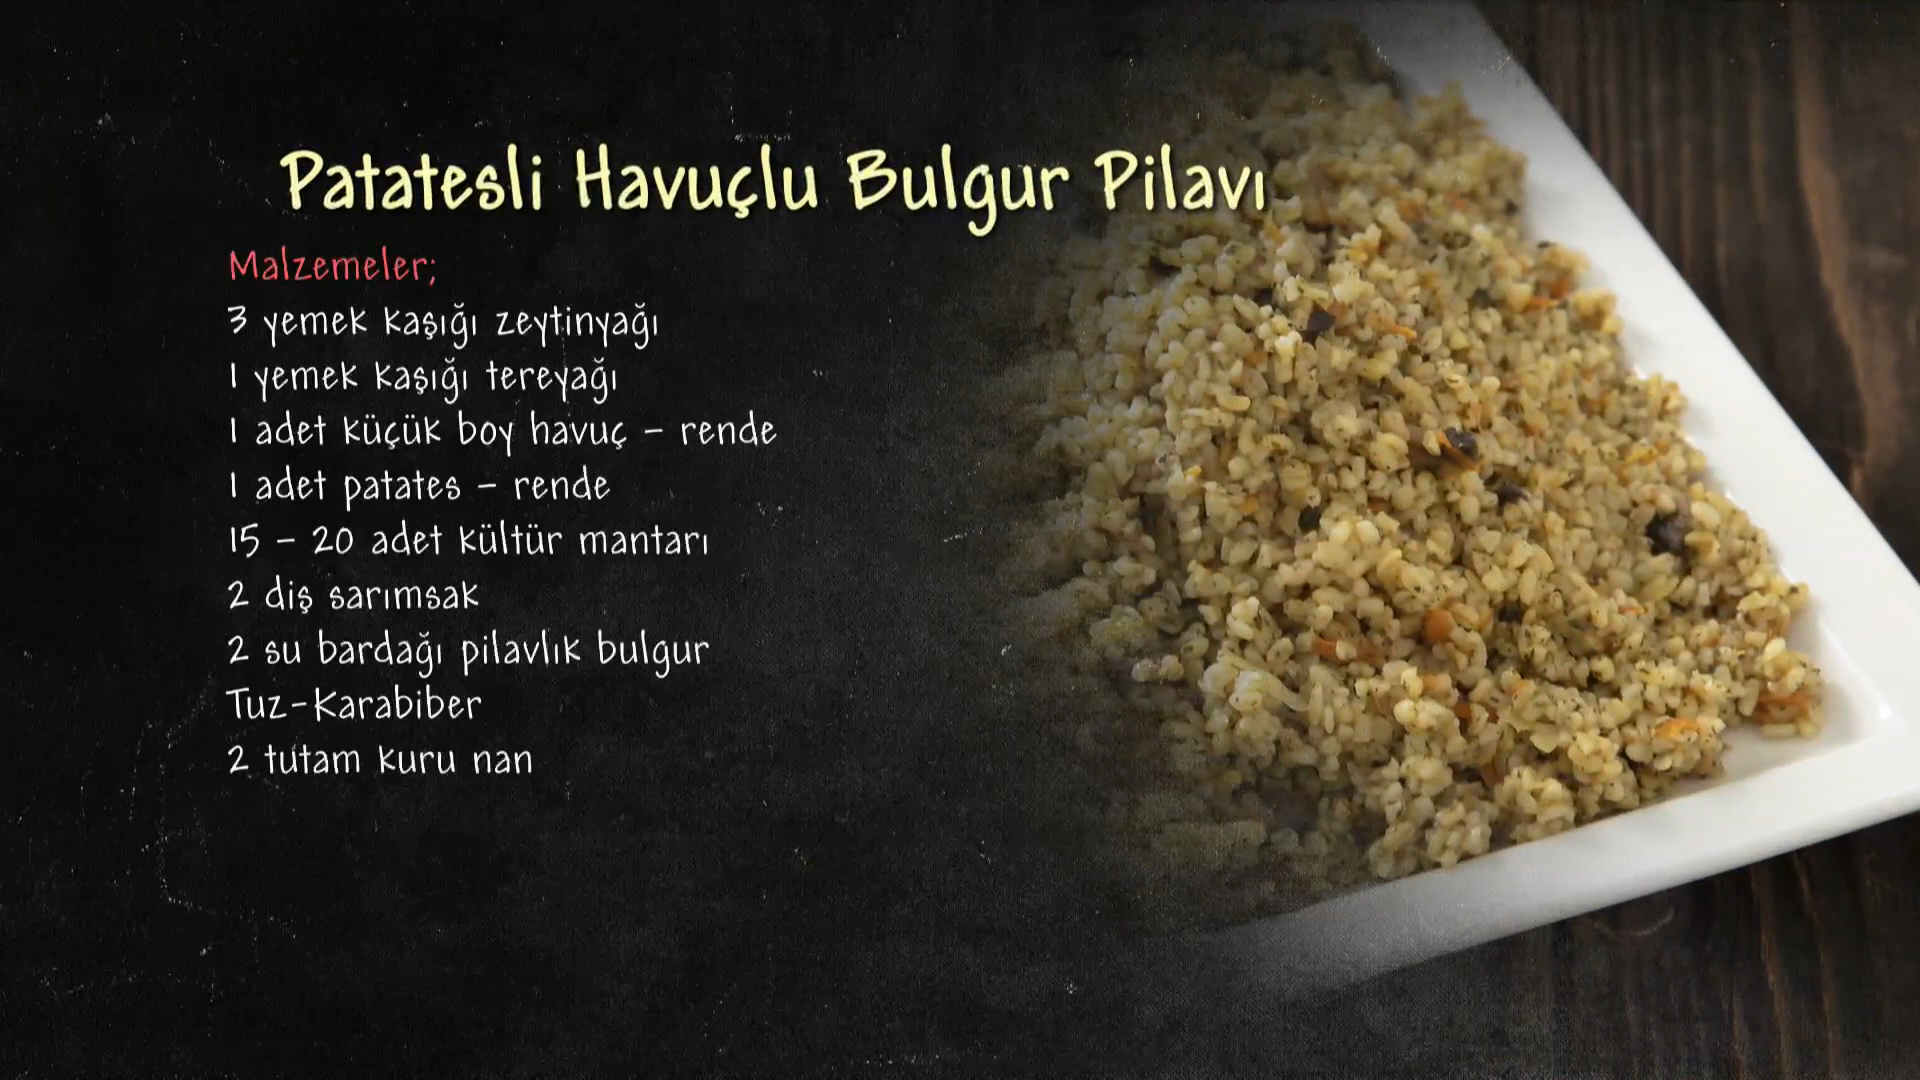 Patatesli Havuçlu Bulgur Pilavı
Malzemeler;
3 yemek kaşığı zeytinyağı
1 yemek kaşığı tereyağı
1 adet küçük boy havuç – rende
1 adet patates – rende
15 – 20 adet kültür mantarı
2 diş sarımsak
2 su bardağı pilavlık bulgur
Tuz-Karabiber
2 tutam kuru nan